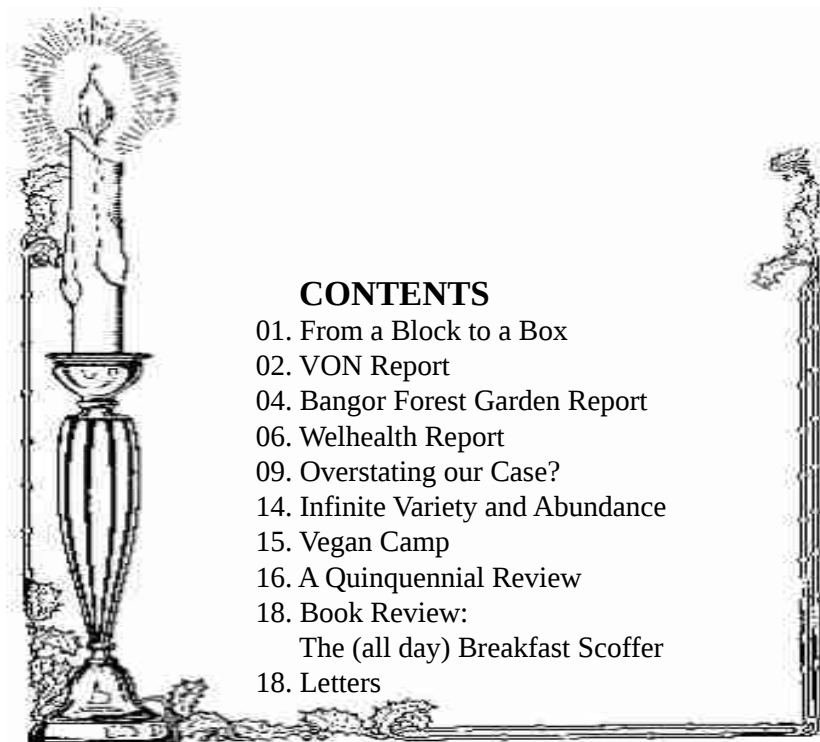 CONTENTS
01. From a Block to a Box
02. VON Report
04. Bangor Forest Garden Report
06. Welhealth Report
09. Overstating our Case?
14. Infinite Variety and Abundance
15. Vegan Camp
16. A Quinquennial Review
18. Book Review:
The (all day) Breakfast Scoffer
18. Letters